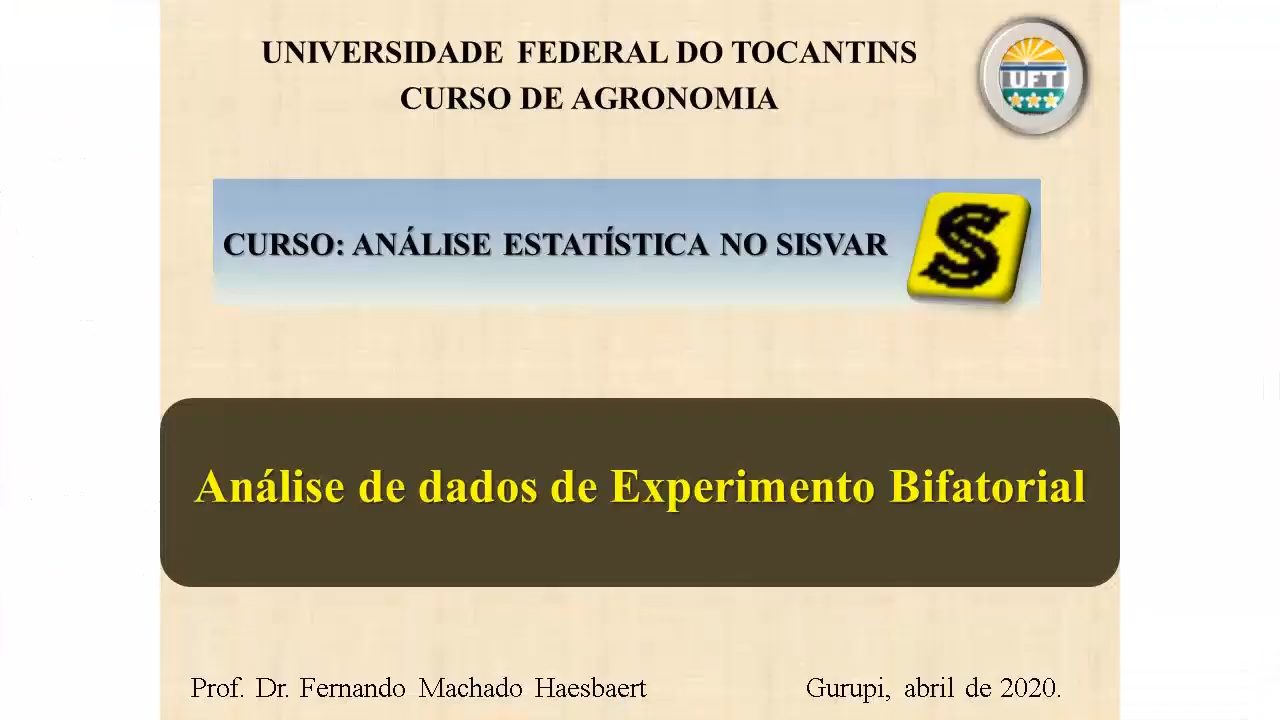 UNIVERSIDADE FEDERAL DO TOCANTINS
CURSO DE AGRONOMIA
UFT
CURSO: ANÁLISE ESTATÍSTICA NO SISVAR
S
Análise de dados de Experimento Bifatorial
Prof. Dr. Fernando Machado Haesbaert
Gurupi, abril de 2020.